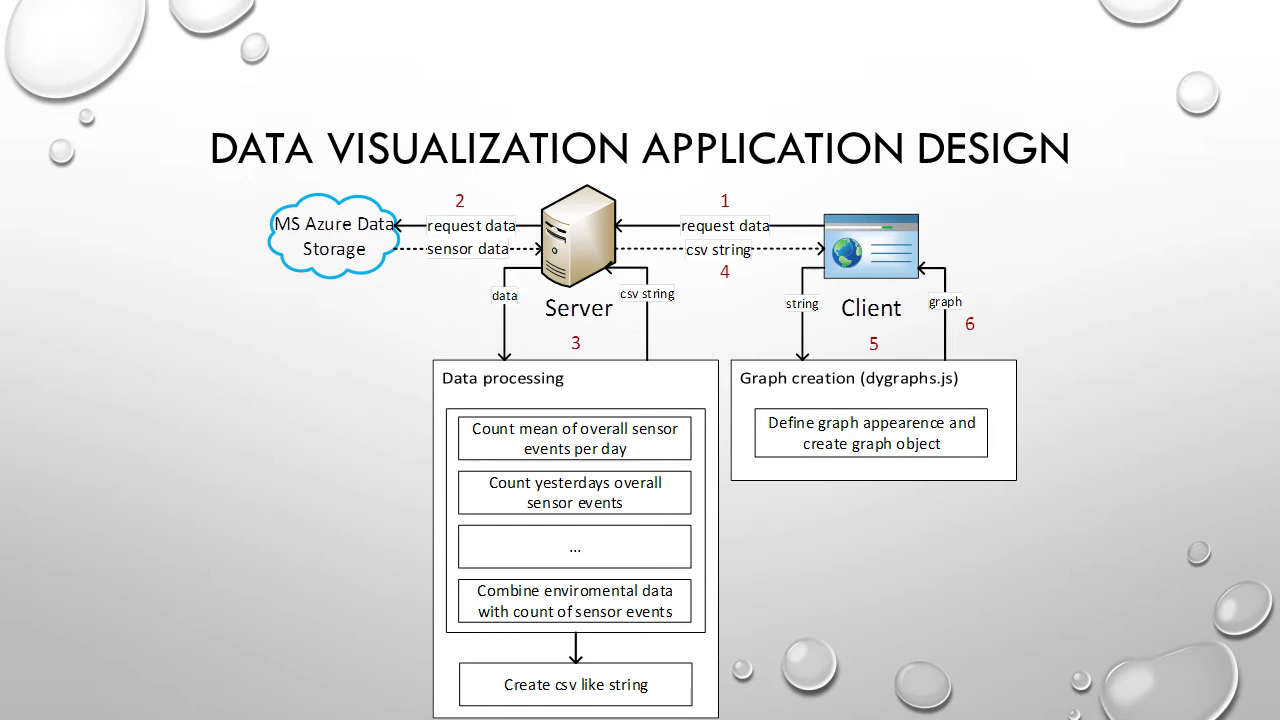 DATA VISUALIZATION APPLICATION DESIGN
2
1
MS Azure Data
Storage
request data
request data
sensor data
csv string
4
data
csv string
string
graph
Server
Client
6
3
5
Data processing
Graph creation (dygraphs.js)
Count mean of overall sensor
events per day
Define graph appearence and
create graph object
Count yesterdays overall
sensor events
...
Combine enviromental data
with count of sensor events
Create csv like string